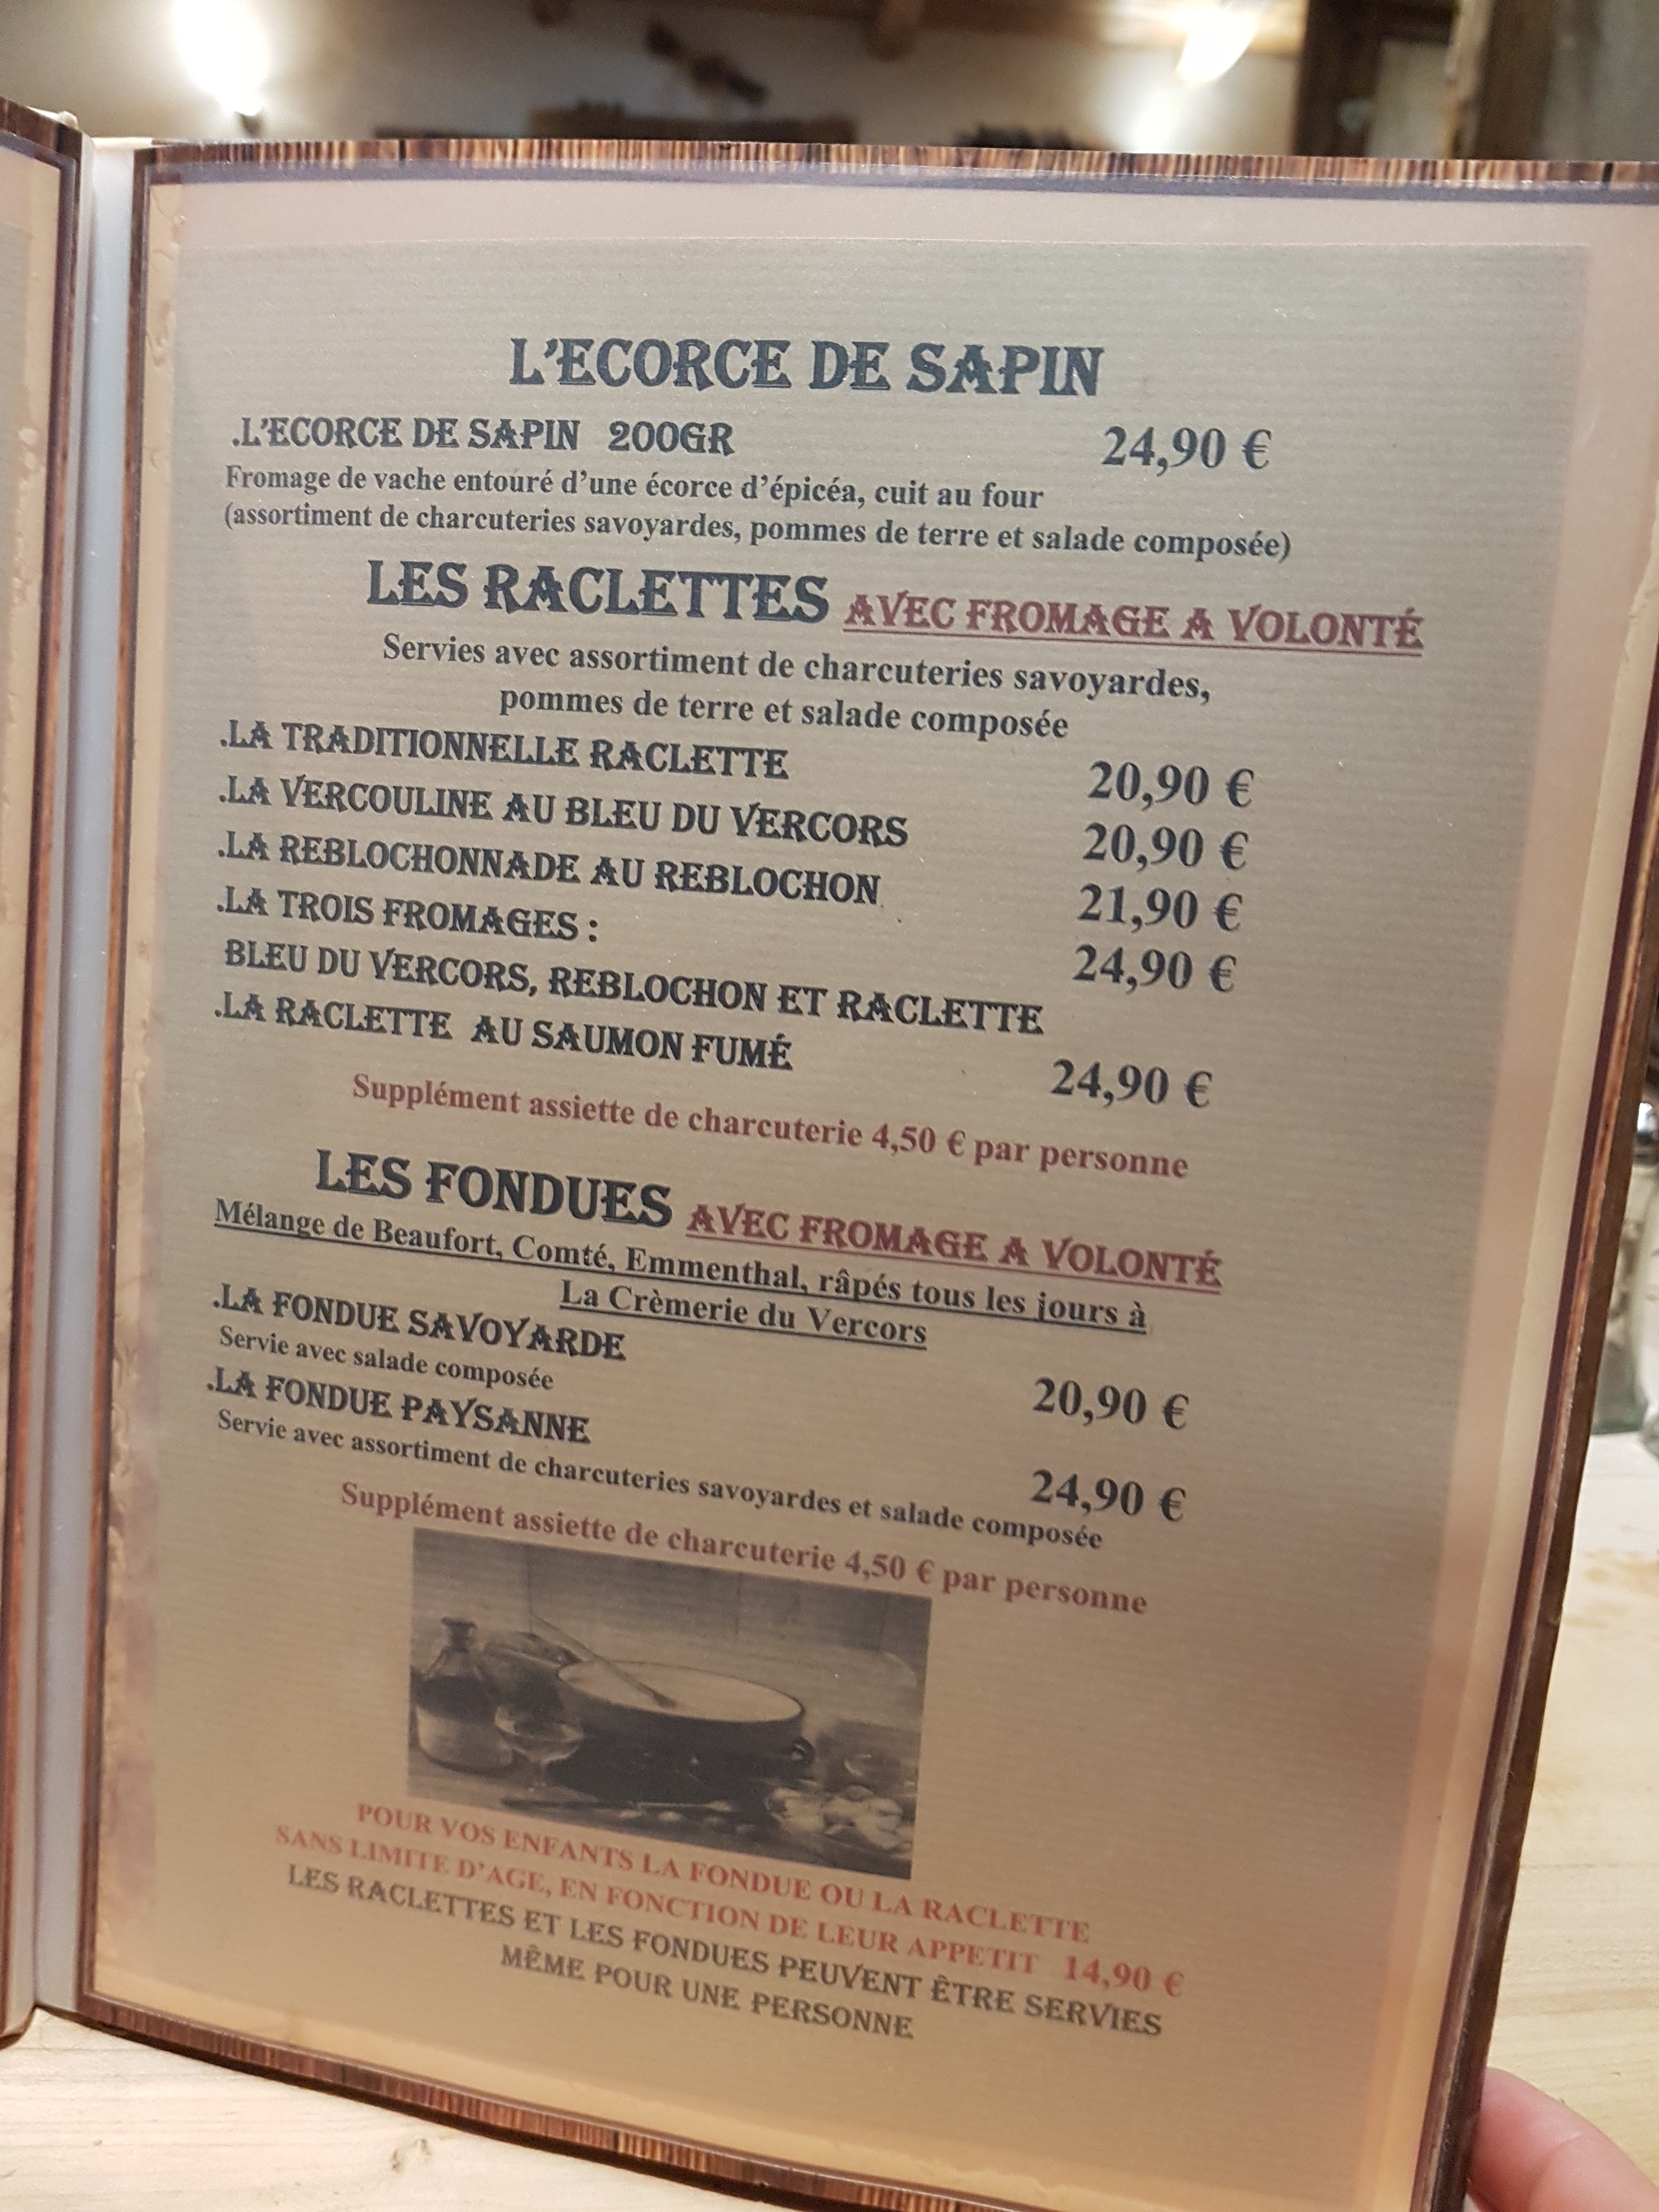 L'ECORCE DE SAPIN
.L'ECORCE DE SAPIN 200GR 24,90 €
Fromage de vache entouré d'une écorce d'épicéa, cuit au four
(assortiment de charcuteries savoyardes, pommes de terre et salade composée)
LES RACLETTES AVEC FROMAGE A VOLONTÉ
Servies avec assortiment de charcuteries savoyardes,
pommes de terre et salade composée
.LA TRADITIONNELLE RACLETTE 20,90 €
.LA VERCOULINE AU BLEU DU VERCORS 20,90 €
.LA REBLOCHONNADE AU REBLOCHON 21,90 €
.LA TROIS FROMAGES : 24,90 €
BLEU DU VERCORS, REBLOCHON ET RACLETTE
.LA RACLETTE AU SAUMON FUMÉ 24,90 €
Supplément assiette de charcuterie 4,50 € par personne
LES FONDUES AVEC FROMAGE A VOLONTÉ
Mélange de Beaufort, Comté, Emmenthal, râpés tous les jours à
La Crèmerie du Vercors
.LA FONDUE SAVOYARDE 20,90 €
Servie avec salade composée
.LA FONDUE PAYSANNE 24,90 €
Servie avec assortiment de charcuteries savoyardes et salade composée
Supplément assiette de charcuterie 4,50 € par personne
POUR VOS ENFANTS LA FONDUE OU LA RACLETTE
SANS LIMITE D'AGE, EN FONCTION DE LEUR APPETIT 14,90 €
LES RACLETTES ET LES FONDUES PEUVENT ÊTRE SERVIES
MÊME POUR UNE PERSONNE